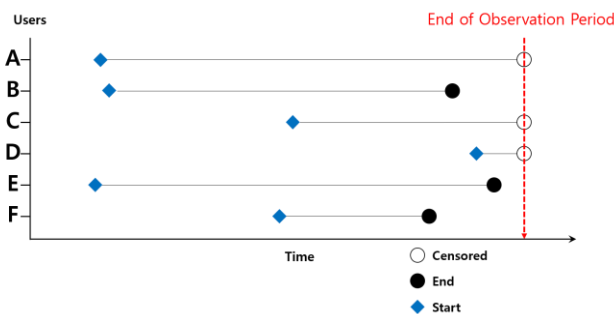 Users
End of Observation Period
A
B
C
D
E
F
Time
Censored
End
Start